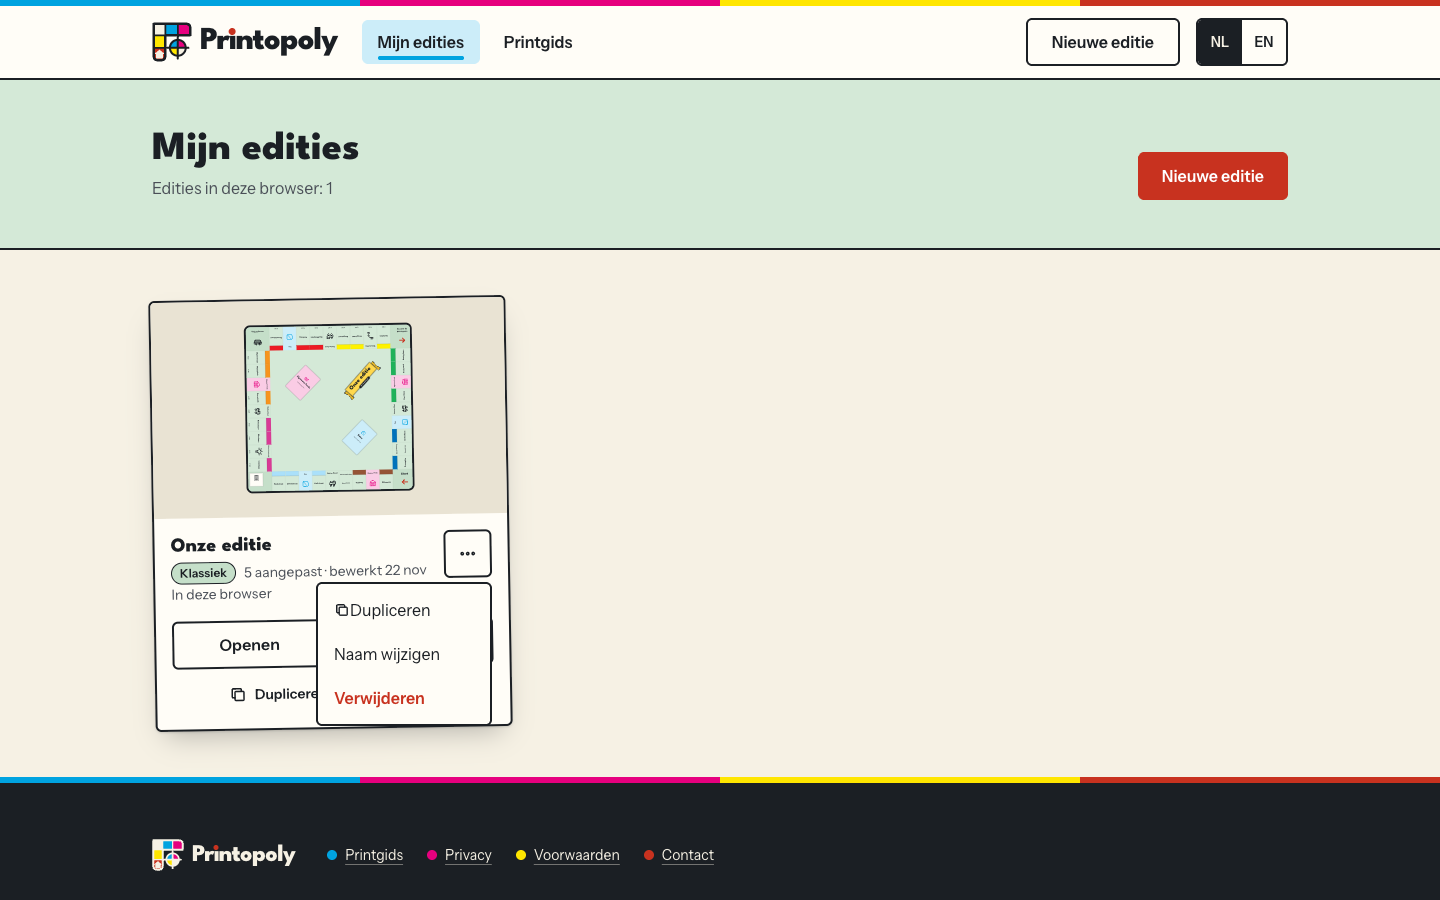 Printopoly
Mijn edities
Printgids
Nieuwe editie
NL
EN
Mijn edities
Edities in deze browser: 1
Nieuwe editie
Onze editie
Onze editie
Klassiek
5 aangepast · bewerkt 22 nov
In deze browser
Dupliceren
Naam wijzigen
Verwijderen
Openen
Duplicere
Printopoly
Printgids
Privacy
Voorwaarden
Contact